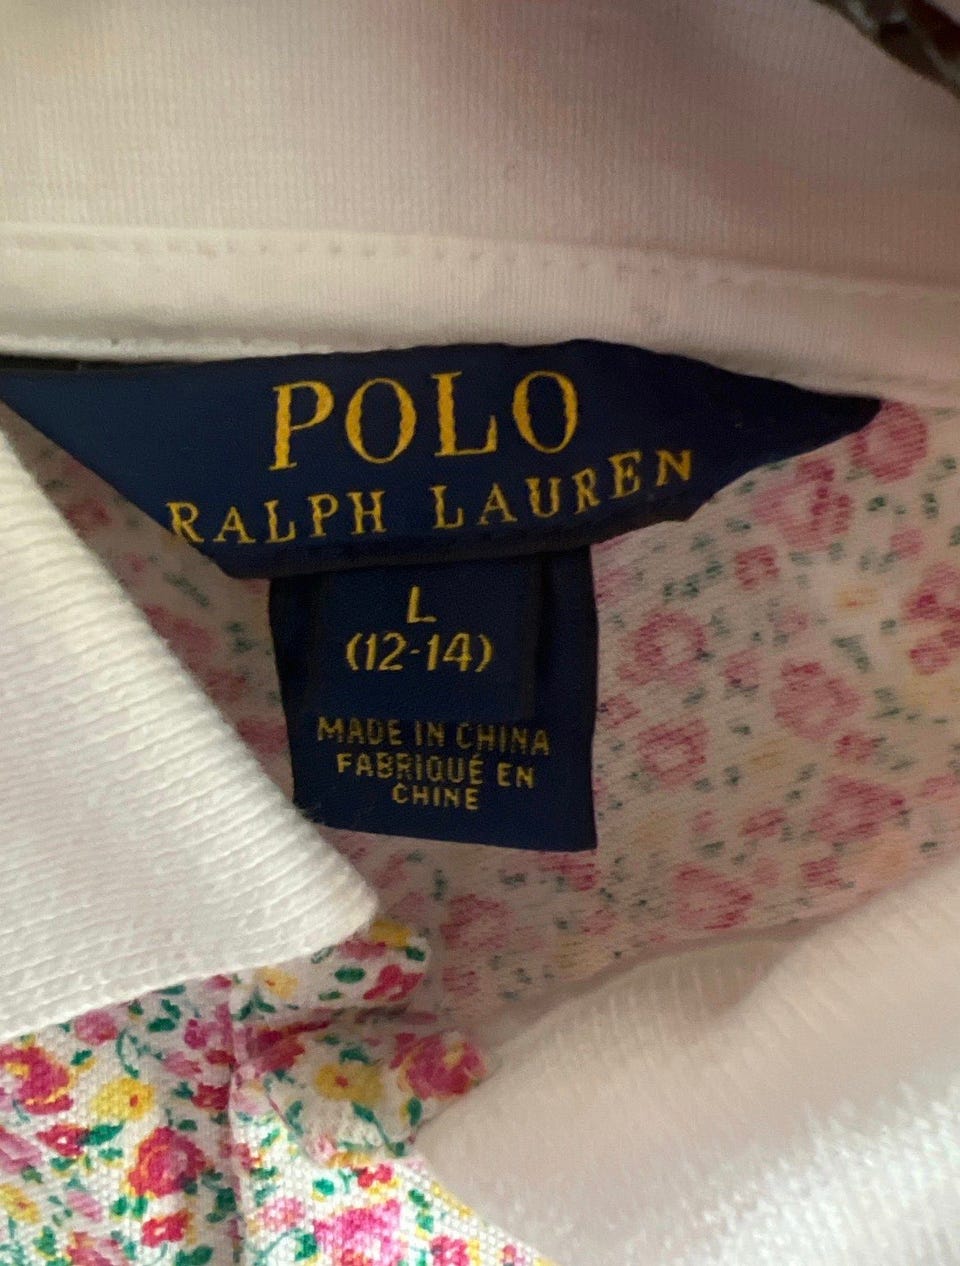 POLO
RALPH LAUREN
L
(12-14)
MADE IN CHINA
FABRIQUÉ EN
CHINE